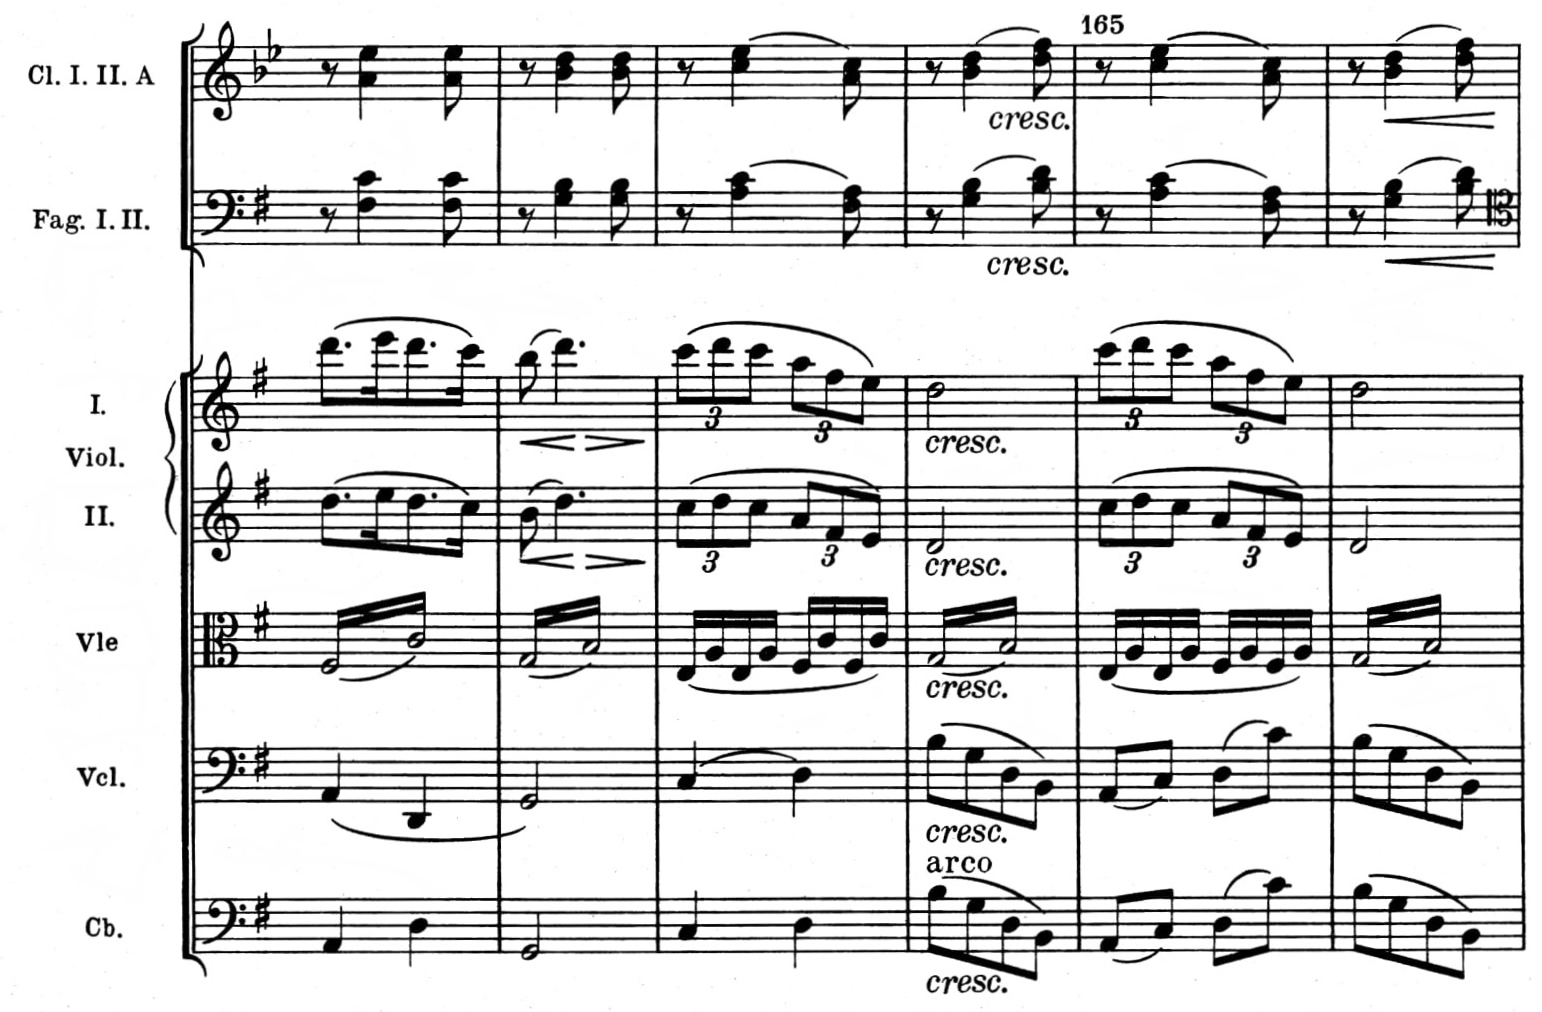 165
Cl. I. II. A
cresc.
Fag. I. II.
cresc.
I.
3 3 3 3
cresc.
Viol.
II.
3 3 3 3
cresc.
Vle
cresc.
Vcl.
cresc.
arco
Cb.
cresc.